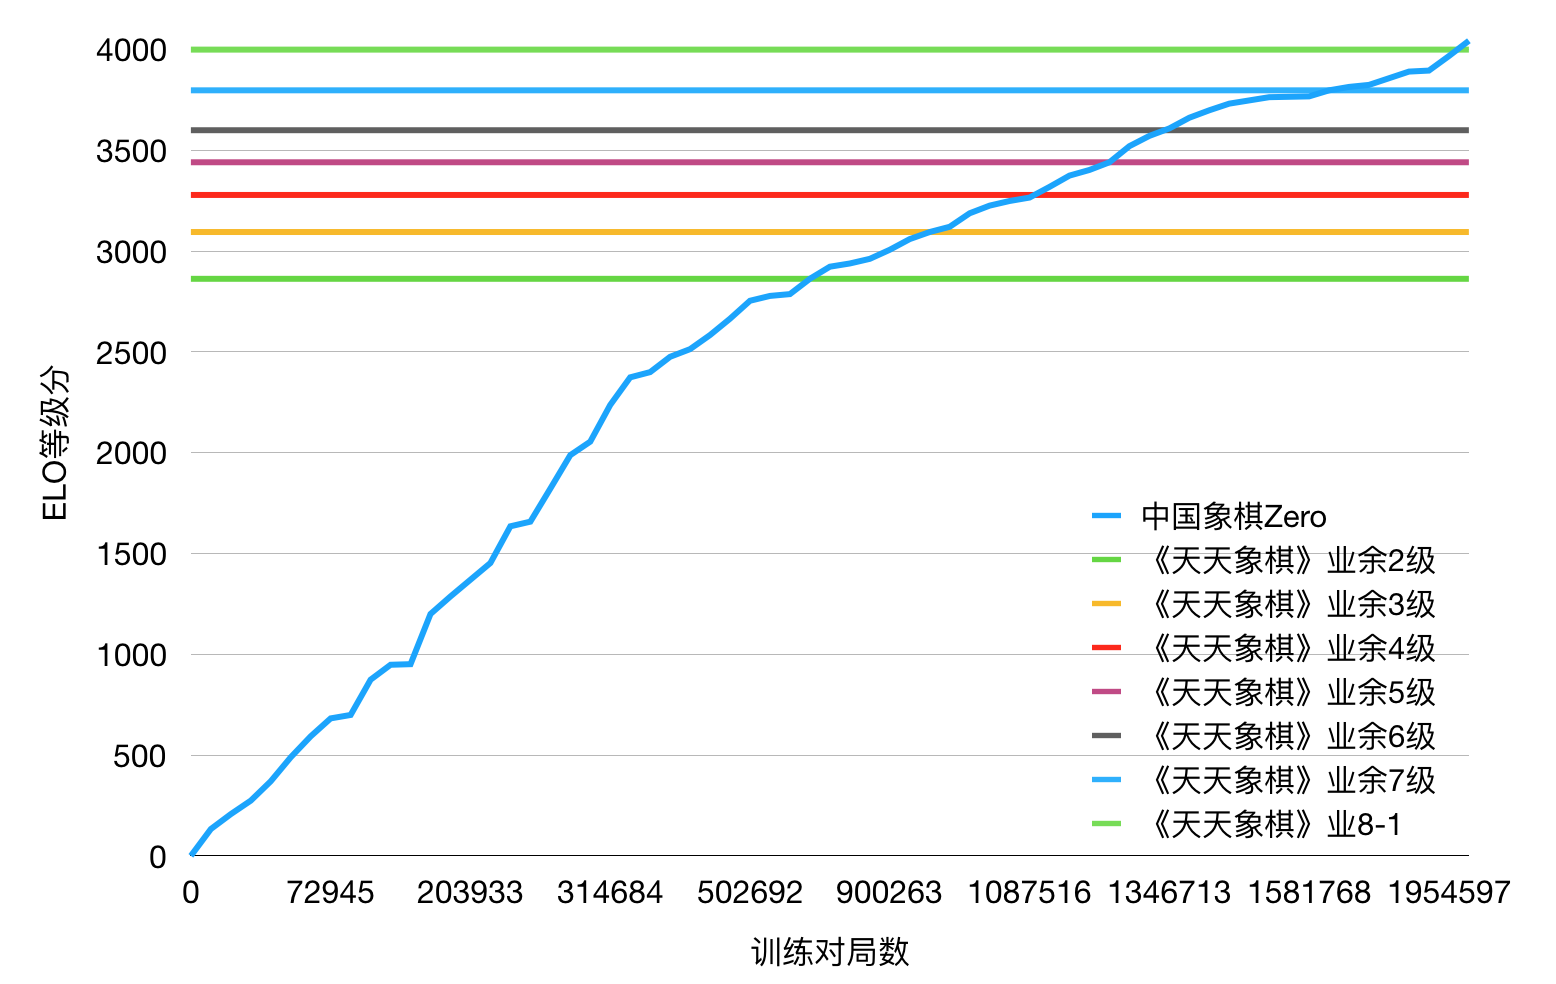 4000
3500
3000
2500
2000
1500
1000
500
0
ELO等级分
中国象棋Zero
《天天象棋》业余2级
《天天象棋》业余3级
《天天象棋》业余4级
《天天象棋》业余5级
《天天象棋》业余6级
《天天象棋》业余7级
《天天象棋》业8-1
0 72945 203933 314684 502692 900263 1087516 1346713 1581768 1954597
训练对局数